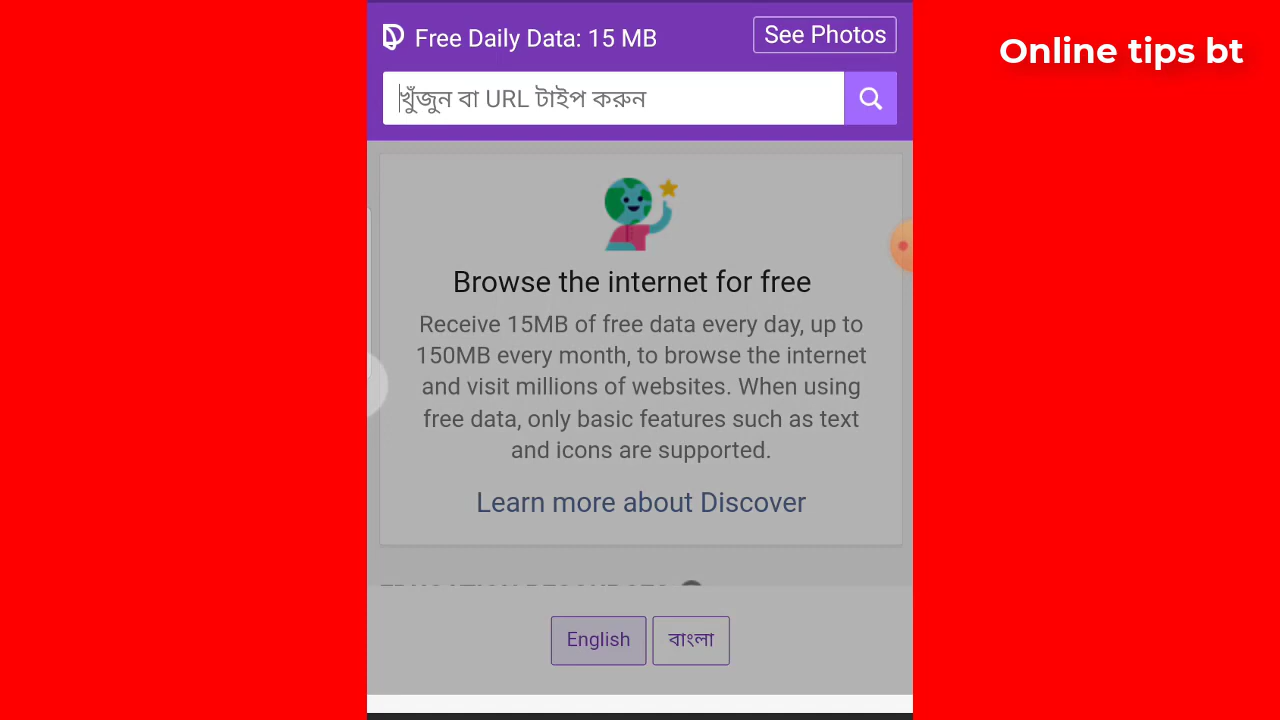 Free Daily Data: 15 MB
See Photos
Online tips bt
খুঁজুন বা URL টাইপ করুন
Browse the internet for free
Receive 15MB of free data every day, up to
150MB every month, to browse the internet
and visit millions of websites. When using
free data, only basic features such as text
and icons are supported.
Learn more about Discover
English
বাংলা